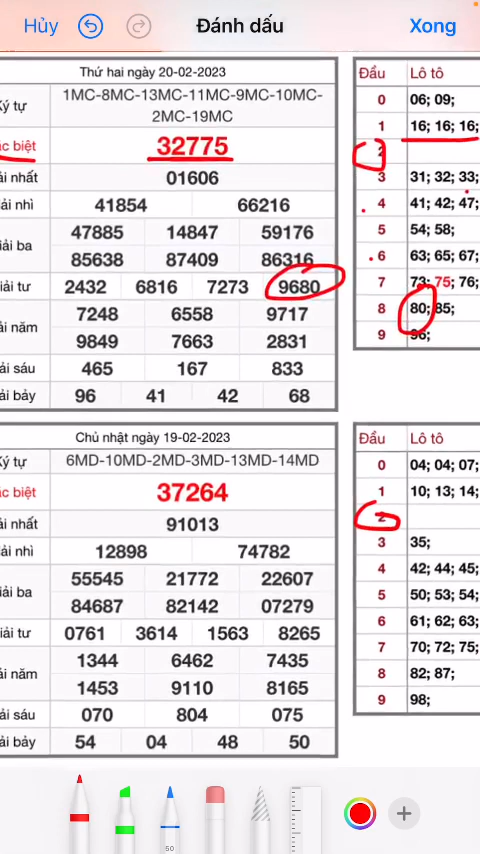 Hủy Đánh dấu Xong
Thứ hai ngày 20-02-2023
Ký tự 1MC-8MC-13MC-11MC-9MC-10MC-
2MC-19MC
ặc biệt 32775
ải nhất 01606
ải nhì 41854 66216
iải ba 47885 14847 59176
85638 87409 86316
iải tư 2432 6816 7273 9680
ải năm 7248 6558 9717
9849 7663 2831
ải sáu 465 167 833
ải bảy 96 41 42 68
Đầu Lô tô
0 06; 09;
1 16; 16; 16;
2
3 31; 32; 33;
4 41; 42; 47;
5 54; 58;
6 63; 65; 67;
7 73; 75; 76;
8 80; 85;
9 96;
Chủ nhật ngày 19-02-2023
Ký tự 6MD-10MD-2MD-3MD-13MD-14MD
ặc biệt 37264
ải nhất 91013
ải nhì 12898 74782
iải ba 55545 21772 22607
84687 82142 07279
iải tư 0761 3614 1563 8265
ải năm 1344 6462 7435
1453 9110 8165
ải sáu 070 804 075
ải bảy 54 04 48 50
Đầu Lô tô
0 04; 04; 07;
1 10; 13; 14;
2
3 35;
4 42; 44; 45;
5 50; 53; 54;
6 61; 62; 63;
7 70; 72; 75;
8 82; 87;
9 98;
50